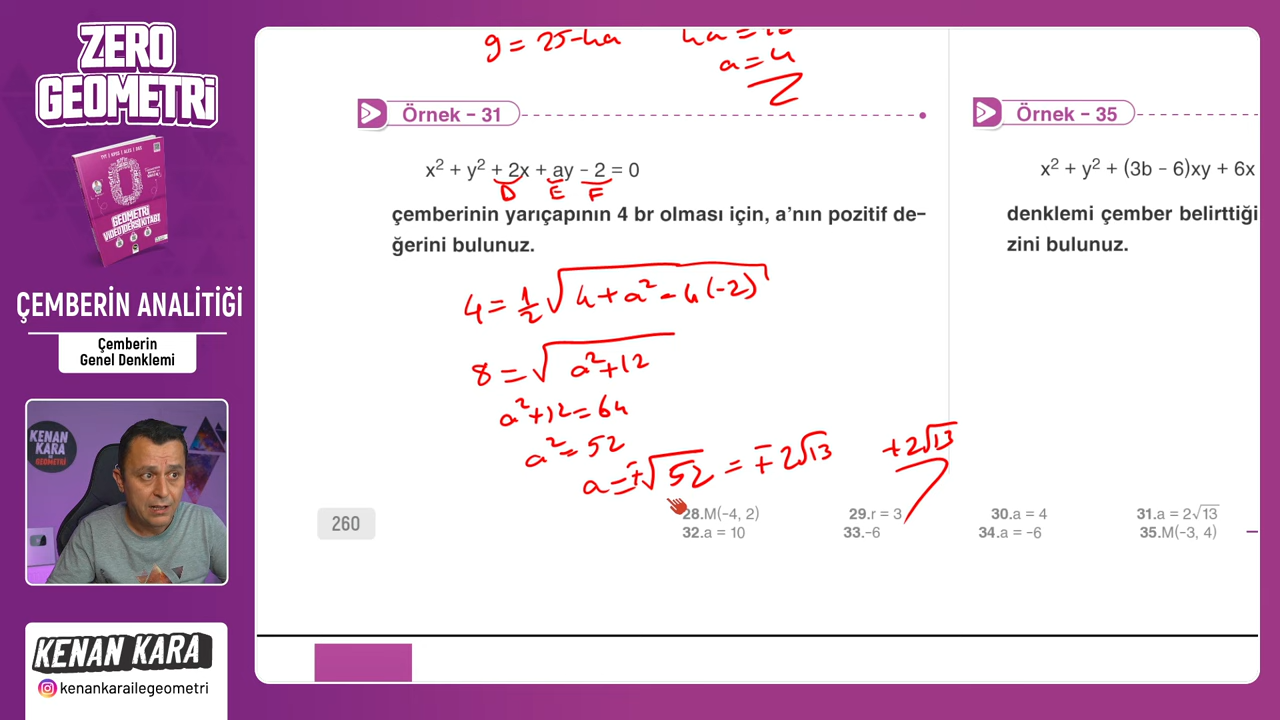 ZERO
GEOMETRİ
GEOMETRİ
VİDEO DERS KİTABI
ÇEMBERİN ANALİTİĞİ
Çemberin
Genel Denklemi
KENAN
KARA
İLE GEOMETRİ
KENAN KARA
kenankarailegeometri
9 = 25-4a
a = 4
Örnek – 31
x² + y² + 2x + ay – 2 = 0
D E F
çemberinin yarıçapının 4 br olması için, a’nın pozitif de–
ğerini bulunuz.
4 = 1/2 √(4 + a² - 4(-2))
8 = √(a²+12)
a²+12=64
a²=52
a = ∓√52 = ∓2√13
+2√13
Örnek – 35
x² + y² + (3b – 6)xy + 6x
denklemi çember belirttiği
zini bulunuz.
260
28.M(–4, 2) 29.r = 3 30.a = 4 31.a = 2√13
32.a = 10 33.–6 34.a = –6 35.M(–3, 4)